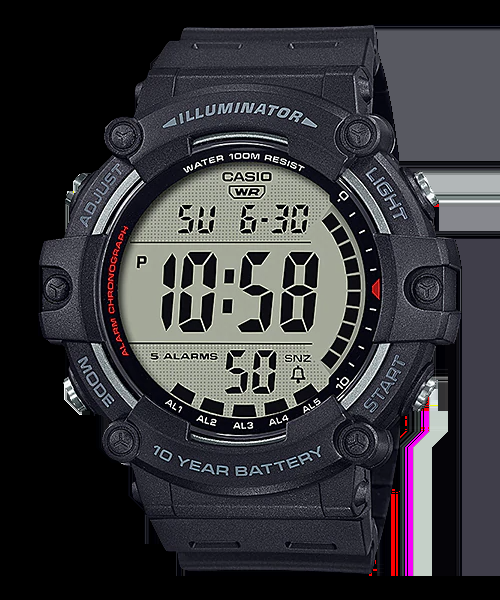 ILLUMINATOR
WATER 100M RESIST
CASIO
WR
ADJUST
LIGHT
SU 6-30
0
ALARM CHRONOGRAPH
P
10:58
5 ALARMS
50
SNZ
10
MODE
START
AL1 AL2 AL3 AL4 AL5
10 YEAR BATTERY